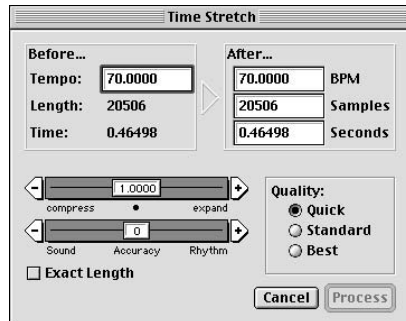 Time Stretch
Before...
Tempo: 70.0000
Length: 20506
Time: 0.46498
After...
70.0000 BPM
20506 Samples
0.46498 Seconds
- 1.0000 +
compress expand
- 0 +
Sound Accuracy Rhythm
Exact Length
Quality:
Quick
Standard
Best
Cancel Process